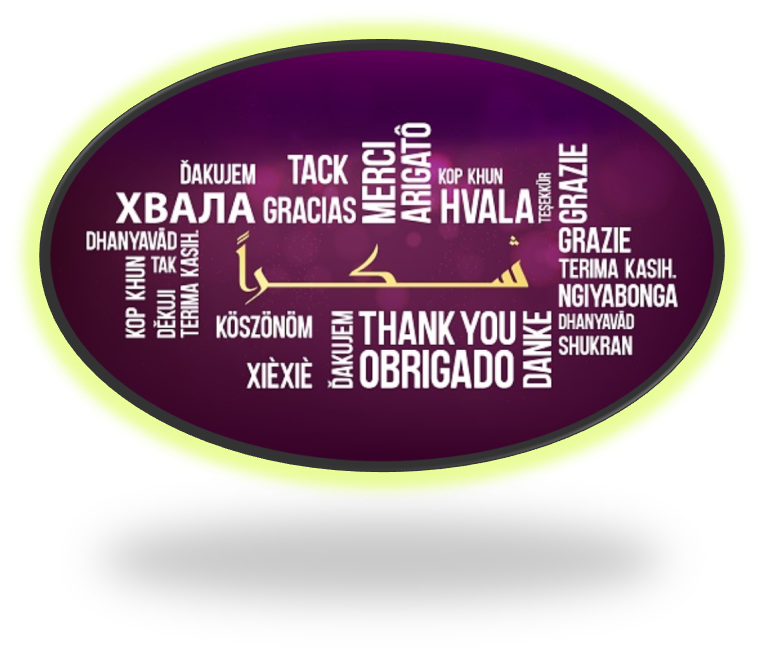 ĎAKUJEM
TACK
MERCI
ARIGATÔ
KOP KHUN
TEŞEKKÜR
GRAZIE
ХВАЛА
GRACIAS
HVALA
DHANYAVĀD
TAK
KOP KHUN
DĚKUJI
TERIMA KASIH.
شكراً
GRAZIE
TERIMA KASIH.
NGIYABONGA
DHANYAVĀD
SHUKRAN
KÖSZÖNÖM
ĎAKUJEM
THANK YOU
DANKE
XIÈXIÈ
OBRIGADO